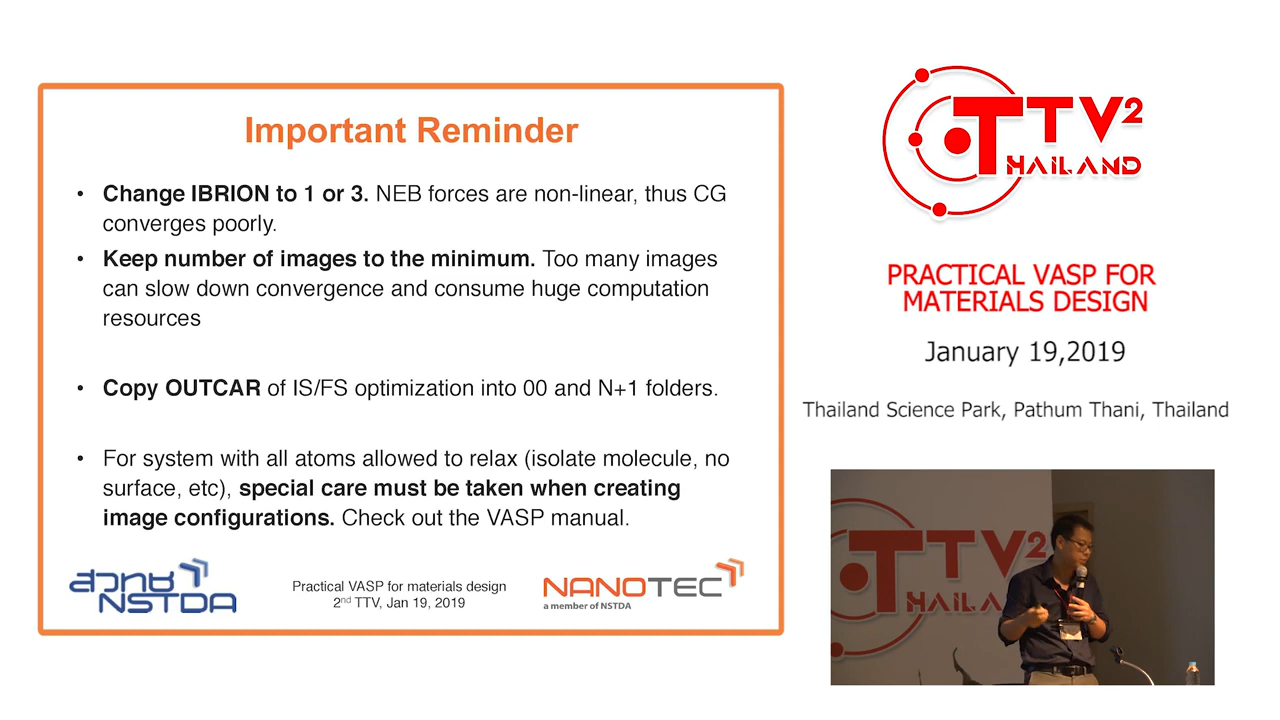 Important Reminder
• Change IBRION to 1 or 3. NEB forces are non-linear, thus CG
converges poorly.
• Keep number of images to the minimum. Too many images
can slow down convergence and consume huge computation
resources
• Copy OUTCAR of IS/FS optimization into 00 and N+1 folders.
• For system with all atoms allowed to relax (isolate molecule, no
surface, etc), special care must be taken when creating
image configurations. Check out the VASP manual.
สวทช
NSTDA
Practical VASP for materials design
2nd TTV, Jan 19, 2019
NANOTEC
a member of NSTDA
TTV2
THAILAND
PRACTICAL VASP FOR
MATERIALS DESIGN
January 19,2019
Thailand Science Park, Pathum Thani, Thailand
TTV2
THAILA